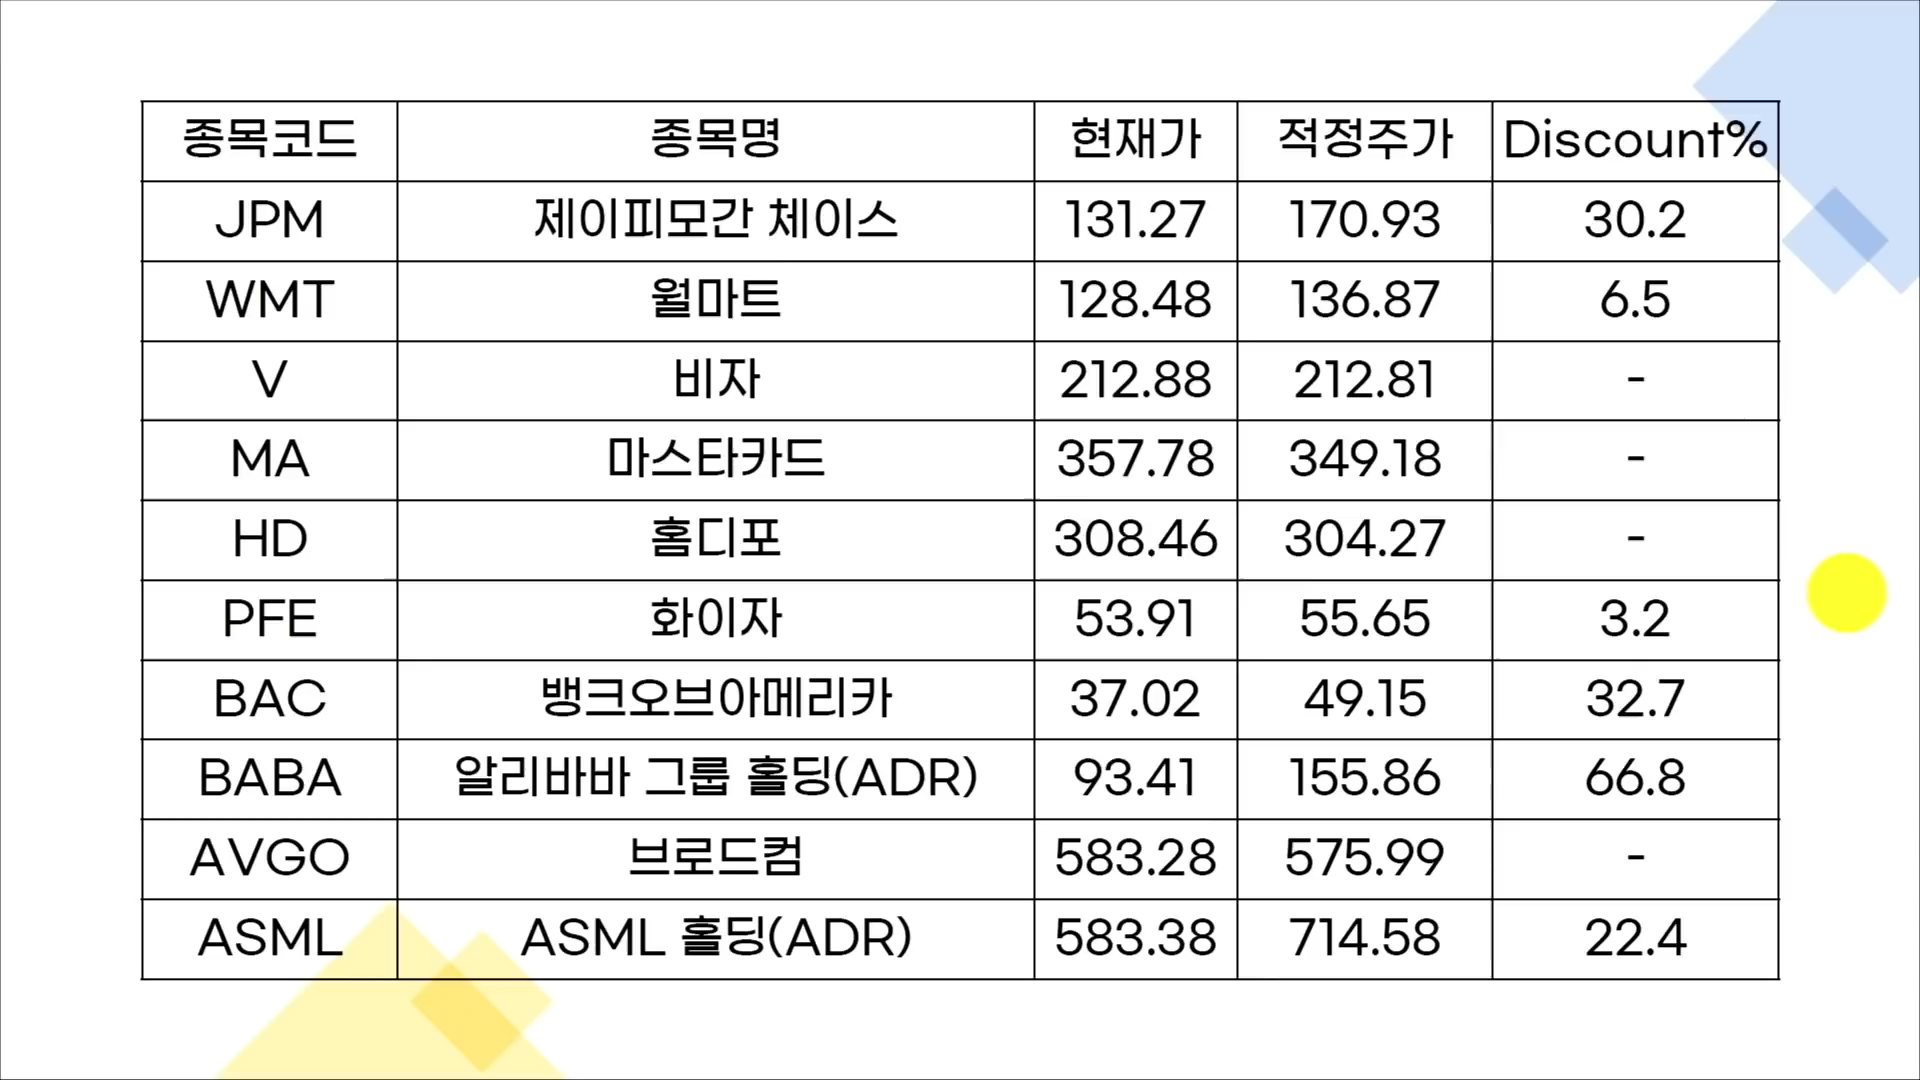 종목코드 종목명 현재가 적정주가 Discount%
JPM 제이피모간 체이스 131.27 170.93 30.2
WMT 월마트 128.48 136.87 6.5
V 비자 212.88 212.81 -
MA 마스타카드 357.78 349.18 -
HD 홈디포 308.46 304.27 -
PFE 화이자 53.91 55.65 3.2
BAC 뱅크오브아메리카 37.02 49.15 32.7
BABA 알리바바 그룹 홀딩(ADR) 93.41 155.86 66.8
AVGO 브로드컴 583.28 575.99 -
ASML ASML 홀딩(ADR) 583.38 714.58 22.4